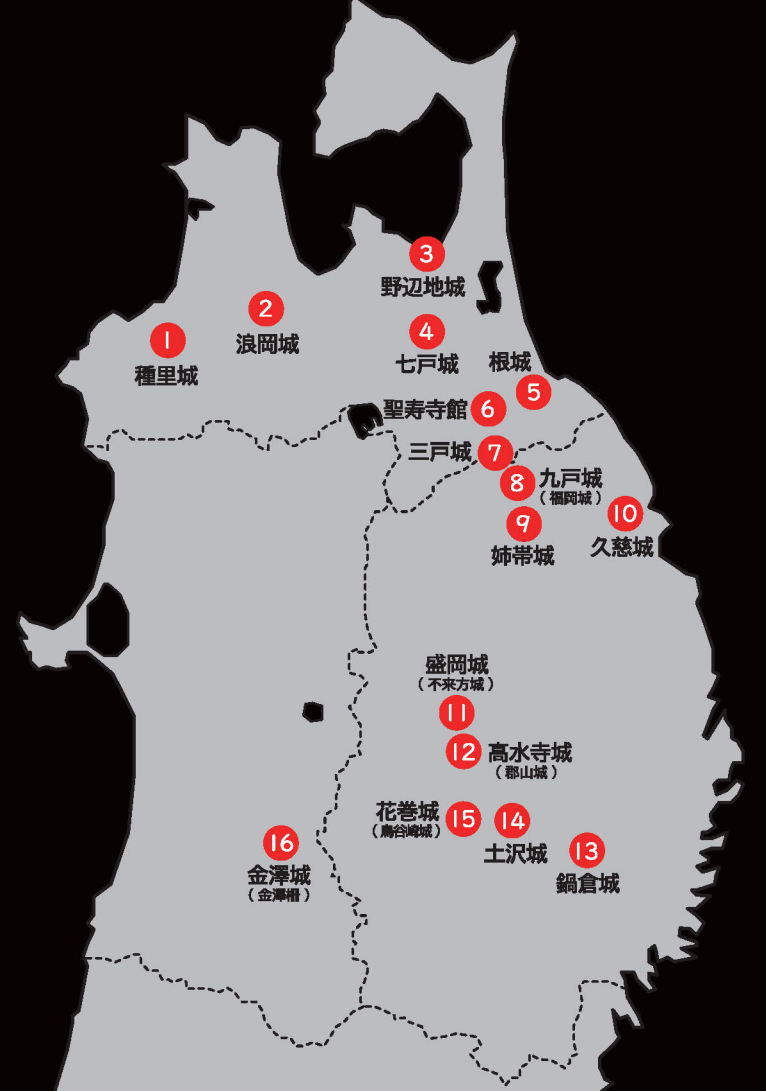 3
野辺地城
2
浪岡城
1
種里城
4
七戸城
根城
5
聖寿寺館
6
三戸城
7
8
九戸城
(福岡城)
9
姉帯城
10
久慈城
盛岡城
(不来方城)
11
12
高水寺城
(郡山城)
花巻城
(鳥谷崎城)
15
14
土沢城
13
鍋倉城
16
金澤城
(金澤柵)